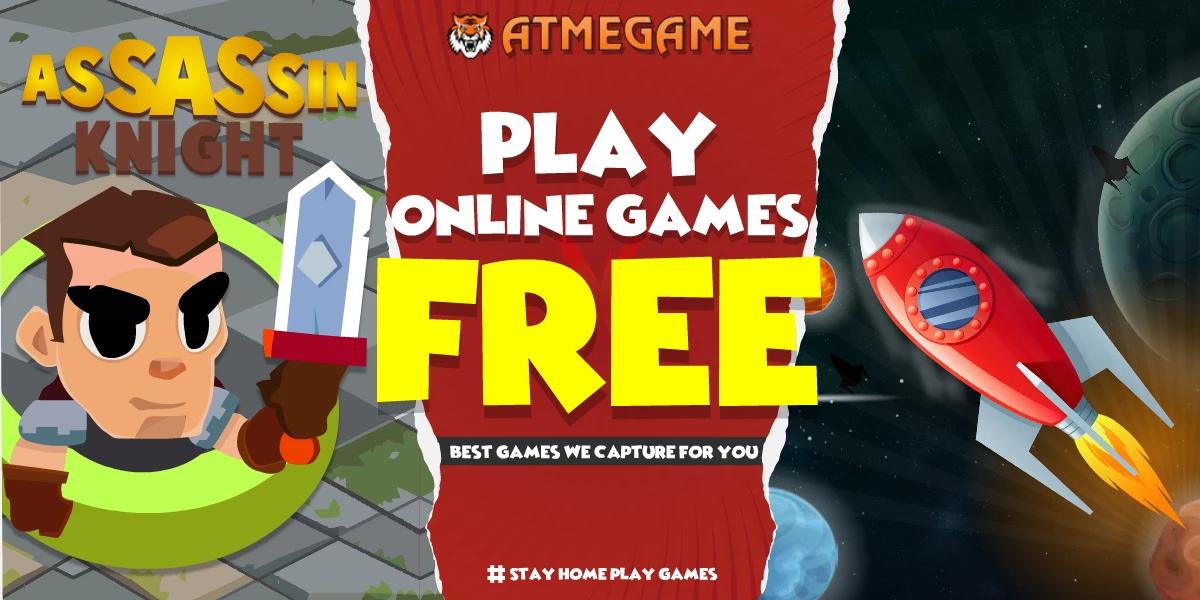 ASSASSIN
KNIGHT
ATMEGAME
PLAY
ONLINE GAMES
FREE
BEST GAMES WE CAPTURE FOR YOU
# STAY HOME PLAY GAMES